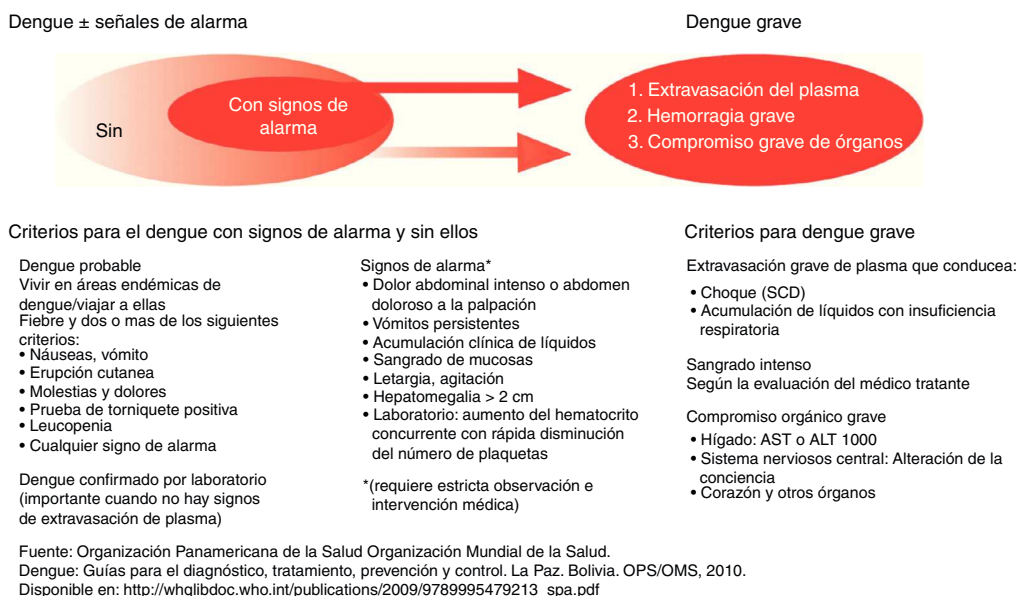 Dengue ± señales de alarma
Dengue grave
Sin
Con signos de
alarma
1. Extravasación del plasma
2. Hemorragia grave
3. Compromiso grave de órganos
Criterios para el dengue con signos de alarma y sin ellos
Dengue probable
Vivir en áreas endémicas de
dengue/viajar a ellas
Fiebre y dos o mas de los siguientes
criterios:
• Náuseas, vómito
• Erupción cutanea
• Molestias y dolores
• Prueba de torniquete positiva
• Leucopenia
• Cualquier signo de alarma
Dengue confirmado por laboratorio
(importante cuando no hay signos
de extravasación de plasma)
Signos de alarma*
• Dolor abdominal intenso o abdomen
doloroso a la palpación
• Vómitos persistentes
• Acumulación clínica de líquidos
• Sangrado de mucosas
• Letargia, agitación
• Hepatomegalia > 2 cm
• Laboratorio: aumento del hematocrito
concurrente con rápida disminución
del número de plaquetas
*(requiere estricta observación e
intervención médica)
Criterios para dengue grave
Extravasación grave de plasma que conducea:
• Choque (SCD)
• Acumulación de líquidos con insuficiencia
respiratoria
Sangrado intenso
Según la evaluación del médico tratante
Compromiso orgánico grave
• Hígado: AST o ALT 1000
• Sistema nerviosos central: Alteración de la
conciencia
• Corazón y otros órganos
Fuente: Organización Panamericana de la Salud Organización Mundial de la Salud.
Dengue: Guías para el diagnóstico, tratamiento, prevención y control. La Paz. Bolivia. OPS/OMS, 2010.
Disponible en: http://whqlibdoc.who.int/publications/2009/9789995479213_spa.pdf